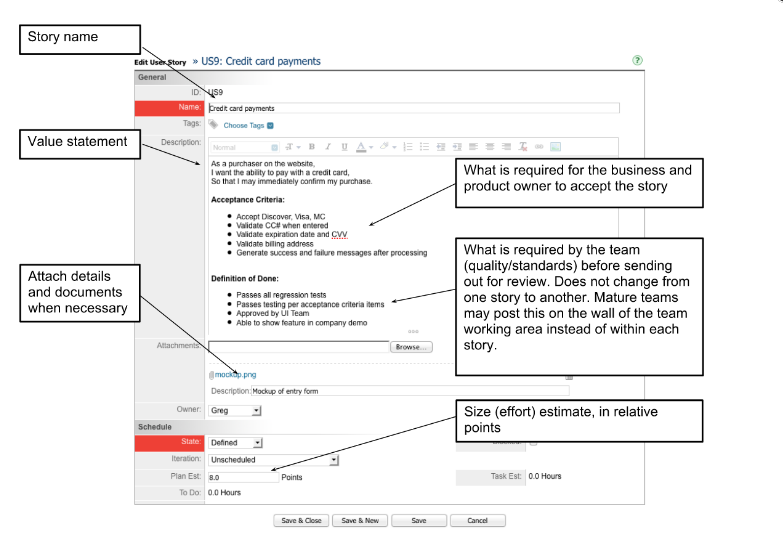 Story name
Edit User Story » US9: Credit card payments
?
General
ID: US9
Name: Credit card payments
Tags: Choose Tags
Value statement
Description: Normal B I U A
As a purchaser on the website,
I want the ability to pay with a credit card,
So that I may immediately confirm my purchase.
Acceptance Criteria:
• Accept Discover, Visa, MC
• Validate CC# when entered
• Validate expiration date and CVV
• Validate billing address
• Generate success and failure messages after processing
What is required for the business and
product owner to accept the story
Definition of Done:
• Passes all regression tests
• Passes testing per acceptance criteria items
• Approved by UI Team
• Able to show feature in company demo
What is required by the team
(quality/standards) before sending
out for review. Does not change from
one story to another. Mature teams
may post this on the wall of the team
working area instead of within each
story.
Attach details
and documents
when necessary
Attachments: Browse...
mockup.png
Description: Mockup of entry form
Owner: Greg
Size (effort) estimate, in relative
points
Schedule
State: Defined
Iteration: Unscheduled
Plan Est: 8.0 Points Task Est: 0.0 Hours
To Do: 0.0 Hours
Save & Close Save & New Save Cancel